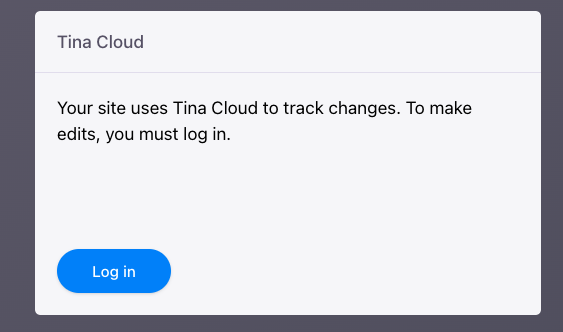 Tina Cloud
Your site uses Tina Cloud to track changes. To make
edits, you must log in.
Log in